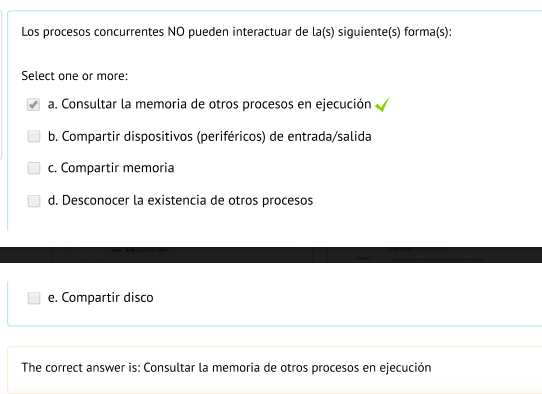 Los procesos concurrentes NO pueden interactuar de la(s) siguiente(s) forma(s):
Select one or more:
a. Consultar la memoria de otros procesos en ejecución
b. Compartir dispositivos (periféricos) de entrada/salida
c. Compartir memoria
d. Desconocer la existencia de otros procesos
e. Compartir disco
The correct answer is: Consultar la memoria de otros procesos en ejecución